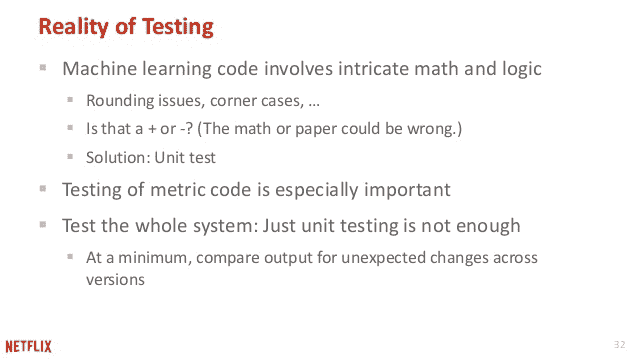 Reality of Testing
Machine learning code involves intricate math and logic
Rounding issues, corner cases, …
Is that a + or -? (The math or paper could be wrong.)
Solution: Unit test
Testing of metric code is especially important
Test the whole system: Just unit testing is not enough
At a minimum, compare output for unexpected changes across
versions
NETFLIX
32